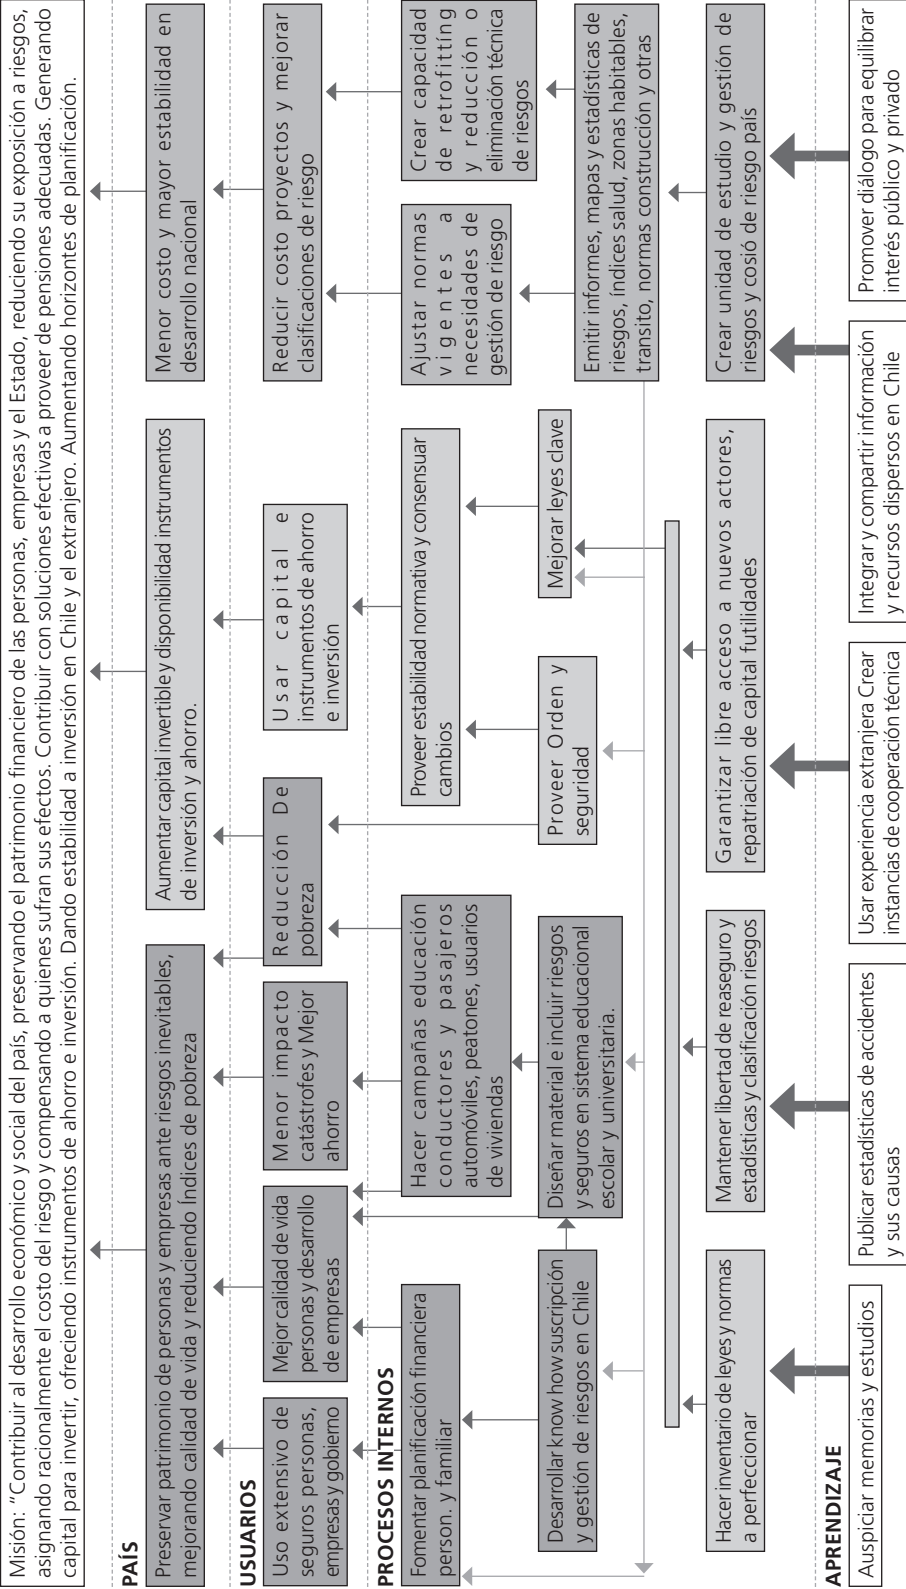 Misión: "Contribuir al desarrollo económico y social del país, preservando el patrimonio financiero de las personas, empresas y el Estado, reduciendo su exposición a riesgos,
asignando racionalmente el costo del riesgo y compensando a quienes sufran sus efectos. Contribuir con soluciones efectivas a proveer de pensiones adecuadas. Generando
capital para invertir, ofreciendo instrumentos de ahorro e inversión. Dando estabilidad a inversión en Chile y el extranjero. Aumentando horizontes de planificación.
PAÍS
Preservar patrimonio de personas y empresas ante riesgos inevitables,
mejorando calidad de vida y reduciendo Índices de pobreza
Aumentar capital invertible y disponibilidad instrumentos
de inversión y ahorro.
Menor costo y mayor estabilidad en
desarrollo nacional
USUARIOS
Uso extensivo de
seguros personas,
empresas y gobierno
Mejor calidad de vida
personas y desarrollo
de empresas
Menor impacto
catástrofes y Mejor
ahorro
Reducción De
pobreza
Usar capital e
instrumentos de ahorro
e inversión
Reducir costo proyectos y mejorar
clasificaciones de riesgo
PROCESOS INTERNOS
Fomentar planificación financiera
person. y familiar
Hacer campañas educación
conductores y pasajeros
automóviles, peatones, usuarios
de viviendas
Proveer estabilidad normativa y consensuar
cambios
Ajustar normas
vigentes a
necesidades de
gestión de riesgo
Crear capacidad
de retrofittíng
y reducción o
eliminación técnica
de riesgos
Desarrollar know how suscripción
y gestión de riesgos en Chile
Diseñar material e incluir riesgos
y seguros en sistema educacional
escolar y universitaria.
Proveer Orden y
seguridad
Mejorar leyes clave
Emitir informes, mapas y estadísticas de
riesgos, índices salud, zonas habitables,
transito, normas construcción y otras
Hacer inventario de leyes y normas
a perfeccionar
Mantener libertad de reaseguro y
estadísticas y clasificación riesgos
Garantizar libre acceso a nuevos actores,
repatriación de capital futilidades
Crear unidad de estudio y gestión de
riesgos y cosió de riesgo país
APRENDIZAJE
Auspiciar memorias y estudios
Publicar estadísticas de accidentes
y sus causas
Usar experiencia extranjera Crear
instancias de cooperación técnica
Integrar y compartir información
y recursos dispersos en Chile
Promover diálogo para equilibrar
interés público y privado